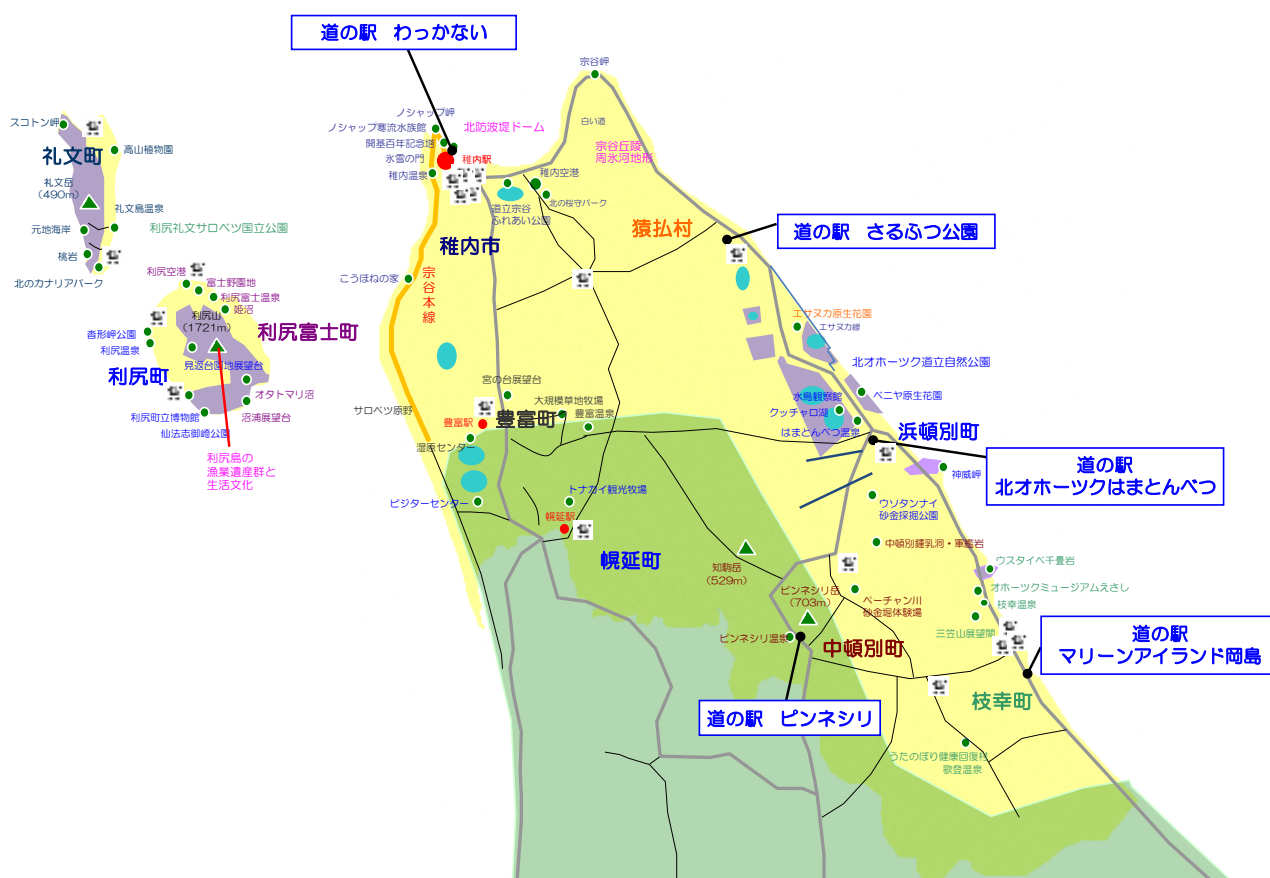 道の駅　わっかない
宗谷岬
ノシャップ岬
ノシャップ寒流水族館
北防波堤ドーム
開基百年記念塔
氷雪の門
稚内駅
稚内温泉
白い道
宗谷丘陵
周氷河地形
稚内空港
北の桜守パーク
道立宗谷
ふれあい公園
稚内市
猿払村
道の駅　さるふつ公園
スコトン岬
礼文町
高山植物園
礼文岳
（490m）
礼文島温泉
元地海岸
利尻礼文サロベツ国立公園
桃岩
北のカナリアパーク
利尻空港
富士野園地
利尻富士温泉
姫沼
利尻山
（1721m）
利尻富士町
沓形岬公園
利尻温泉
利尻町
見返台園地展望台
オタトマリ沼
利尻町立博物館
沼浦展望台
仙法志御崎公園
利尻島の
漁業遺産群と
生活文化
こうほねの家
宗谷本線
エサヌカ原生花園
エサヌカ線
北オホーツク道立自然公園
水鳥観察館
ベニヤ原生花園
クッチャロ湖
はまとんべつ温泉
浜頓別町
道の駅
北オホーツクはまとんべつ
神威岬
宮の台展望台
大規模草地牧場
サロベツ原野
豊富駅
豊富町
豊富温泉
湿原センター
ビジターセンター
トナカイ観光牧場
幌延駅
幌延町
知駒岳
（529m）
ウソタンナイ
砂金採掘公園
中頓別鍾乳洞・軍艦岩
ピンネシリ岳
（703m）
ペーチャン川
砂金堀体験場
ピンネシリ温泉
中頓別町
道の駅　ピンネシリ
ウスタイベ千畳岩
オホーツクミュージアムえさし
枝幸温泉
三笠山展望閣
道の駅
マリーンアイランド岡島
枝幸町
うたのぼり健康回復村
歌登温泉